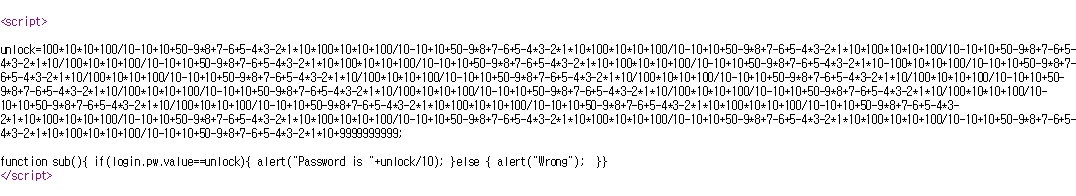 <script>
unlock=100*10*10+100/10-10+10+50-9*8+7-6+5-4*3-2*1*10*100*10*10+100/10-10+10+50-9*8+7-6+5-4*3-2*1*10*100*10*10+100/10-10+10+50-9*8+7-6+5-4*3-2*1*10*100*10*10+100/10-10+10+50-9*8+7-6+5-
4*3-2*1*10/100*10*10+100/10-10+10+50-9*8+7-6+5-4*3-2*1*10+100*10*10+100/10-10+10+50-9*8+7-6+5-4*3-2*1*10+100*10*10+100/10-10+10+50-9*8+7-6+5-4*3-2*1*10-100*10*10+100/10-10+10+50-9*8+7-
6+5-4*3-2*1*10/100*10*10+100/10-10+10+50-9*8+7-6+5-4*3-2*1*10/100*10*10+100/10-10+10+50-9*8+7-6+5-4*3-2*1*10/100*10*10+100/10-10+10+50-9*8+7-6+5-4*3-2*1*10/100*10*10+100/10-10+10+50-
9*8+7-6+5-4*3-2*1*10/100*10*10+100/10-10+10+50-9*8+7-6+5-4*3-2*1*10/100*10*10+100/10-10+10+50-9*8+7-6+5-4*3-2*1*10/100*10*10+100/10-10+10+50-9*8+7-6+5-4*3-2*1*10/100*10*10+100/10-
10+10+50-9*8+7-6+5-4*3-2*1*10/100*10*10+100/10-10+10+50-9*8+7-6+5-4*3-2*1*10*100*10*10+100/10-10+10+50-9*8+7-6+5-4*3-2*1*10*100*10*10+100/10-10+10+50-9*8+7-6+5-4*3-
2*1*10*100*10*10+100/10-10+10+50-9*8+7-6+5-4*3-2*1*10*100*10*10+100/10-10+10+50-9*8+7-6+5-4*3-2*1*10*100*10*10+100/10-10+10+50-9*8+7-6+5-4*3-2*1*10*100*10*10+100/10-10+10+50-9*8+7-6+5-
4*3-2*1*10*100*10*10+100/10-10+10+50-9*8+7-6+5-4*3-2*1*10+9999999999;
function sub(){ if(login.pw.value==unlock){ alert("Password is "+unlock/10); }else { alert("Wrong"); }}
</script>